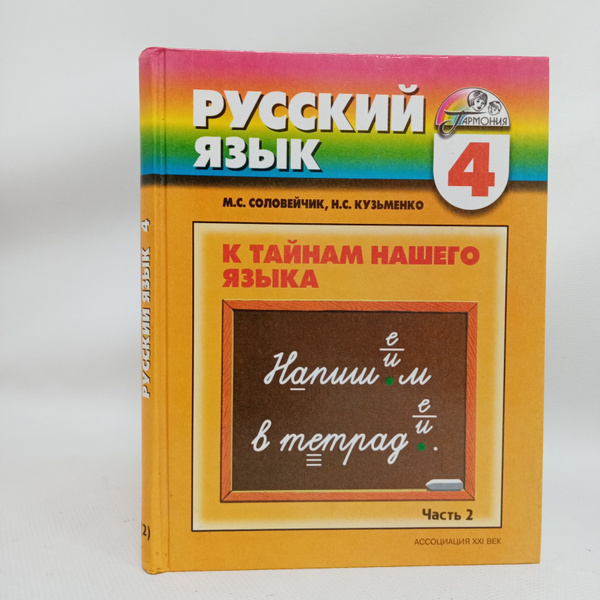 РУССКИЙ
ЯЗЫК
ГАРМОНИЯ
4
М.С. СОЛОВЕЙЧИК, Н.С. КУЗЬМЕНКО
К ТАЙНАМ НАШЕГО
ЯЗЫКА
е
и
Напиш.м
е
и
в тетрад..
Часть 2
АССОЦИАЦИЯ XXI ВЕК
РУССКИЙ ЯЗЫК 4
2)